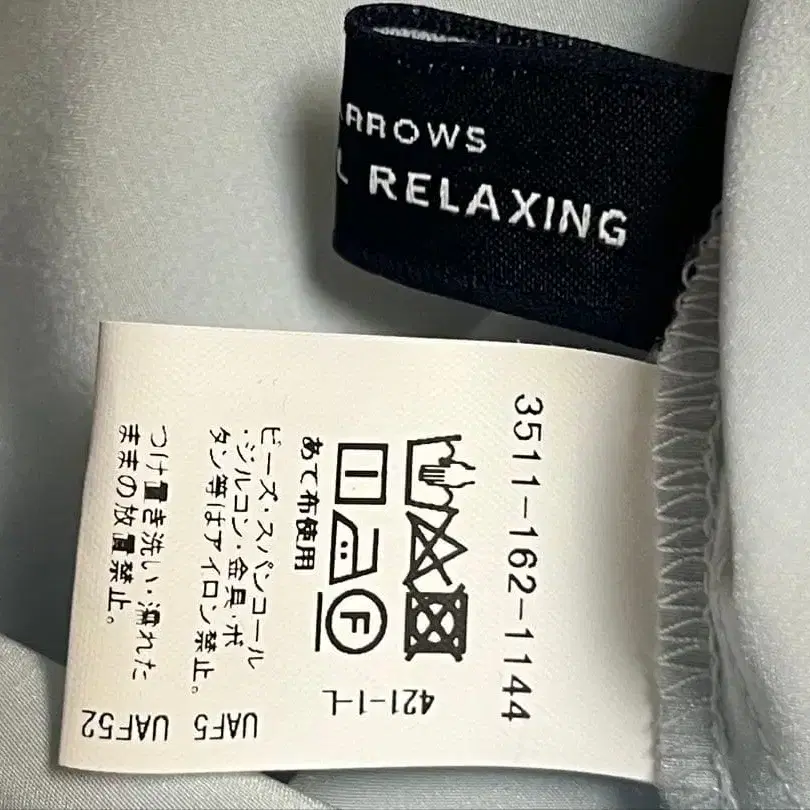 ARROWS
L RELAXING
3511-162-1144
あて布使用
ビーズ・スパンコール
・ジルコン・金具・ボ
タン等はアイロン禁止。
つけ置き洗い・濡れた
ままの放置禁止。
421-1-L
UAF5
UAF52
F